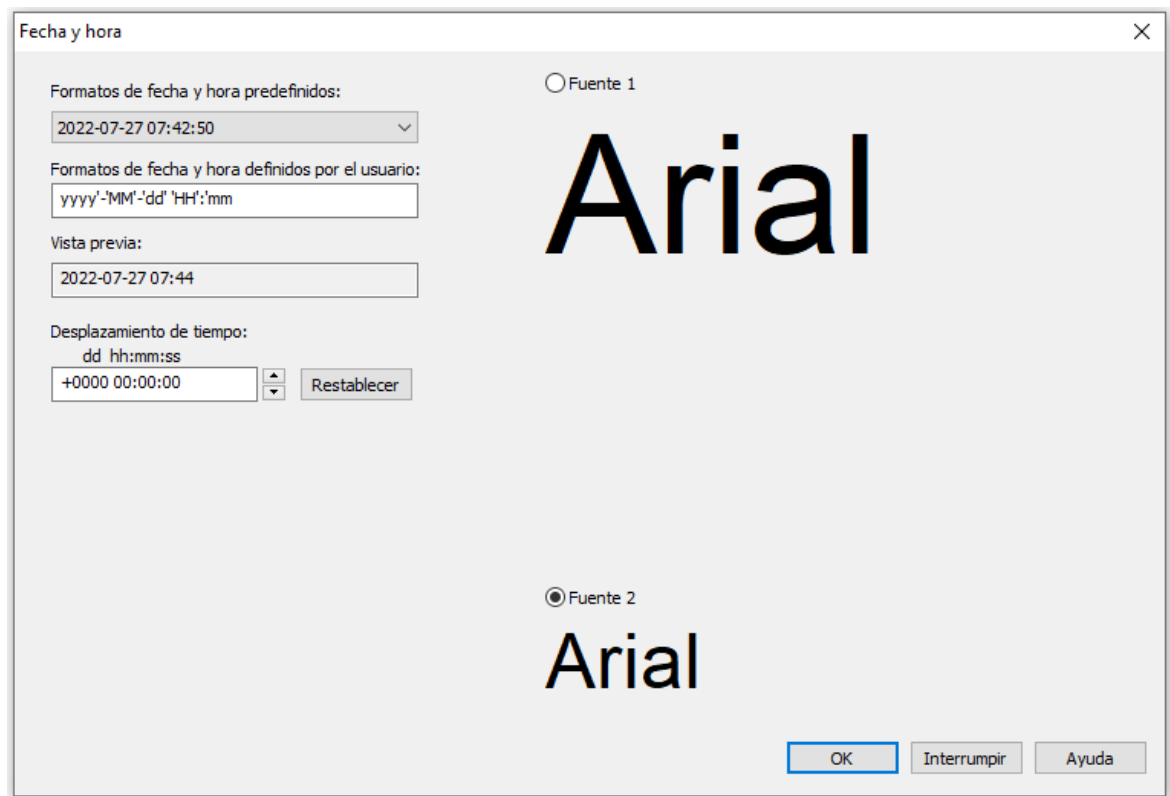 Fecha y hora
Formatos de fecha y hora predefinidos:
2022-07-27 07:42:50
Formatos de fecha y hora definidos por el usuario:
yyyy'-'MM'-'dd' 'HH':'mm
Vista previa:
2022-07-27 07:44
Desplazamiento de tiempo:
dd hh:mm:ss
+0000 00:00:00
Restablecer
Fuente 1
Arial
Fuente 2
Arial
OK
Interrumpir
Ayuda